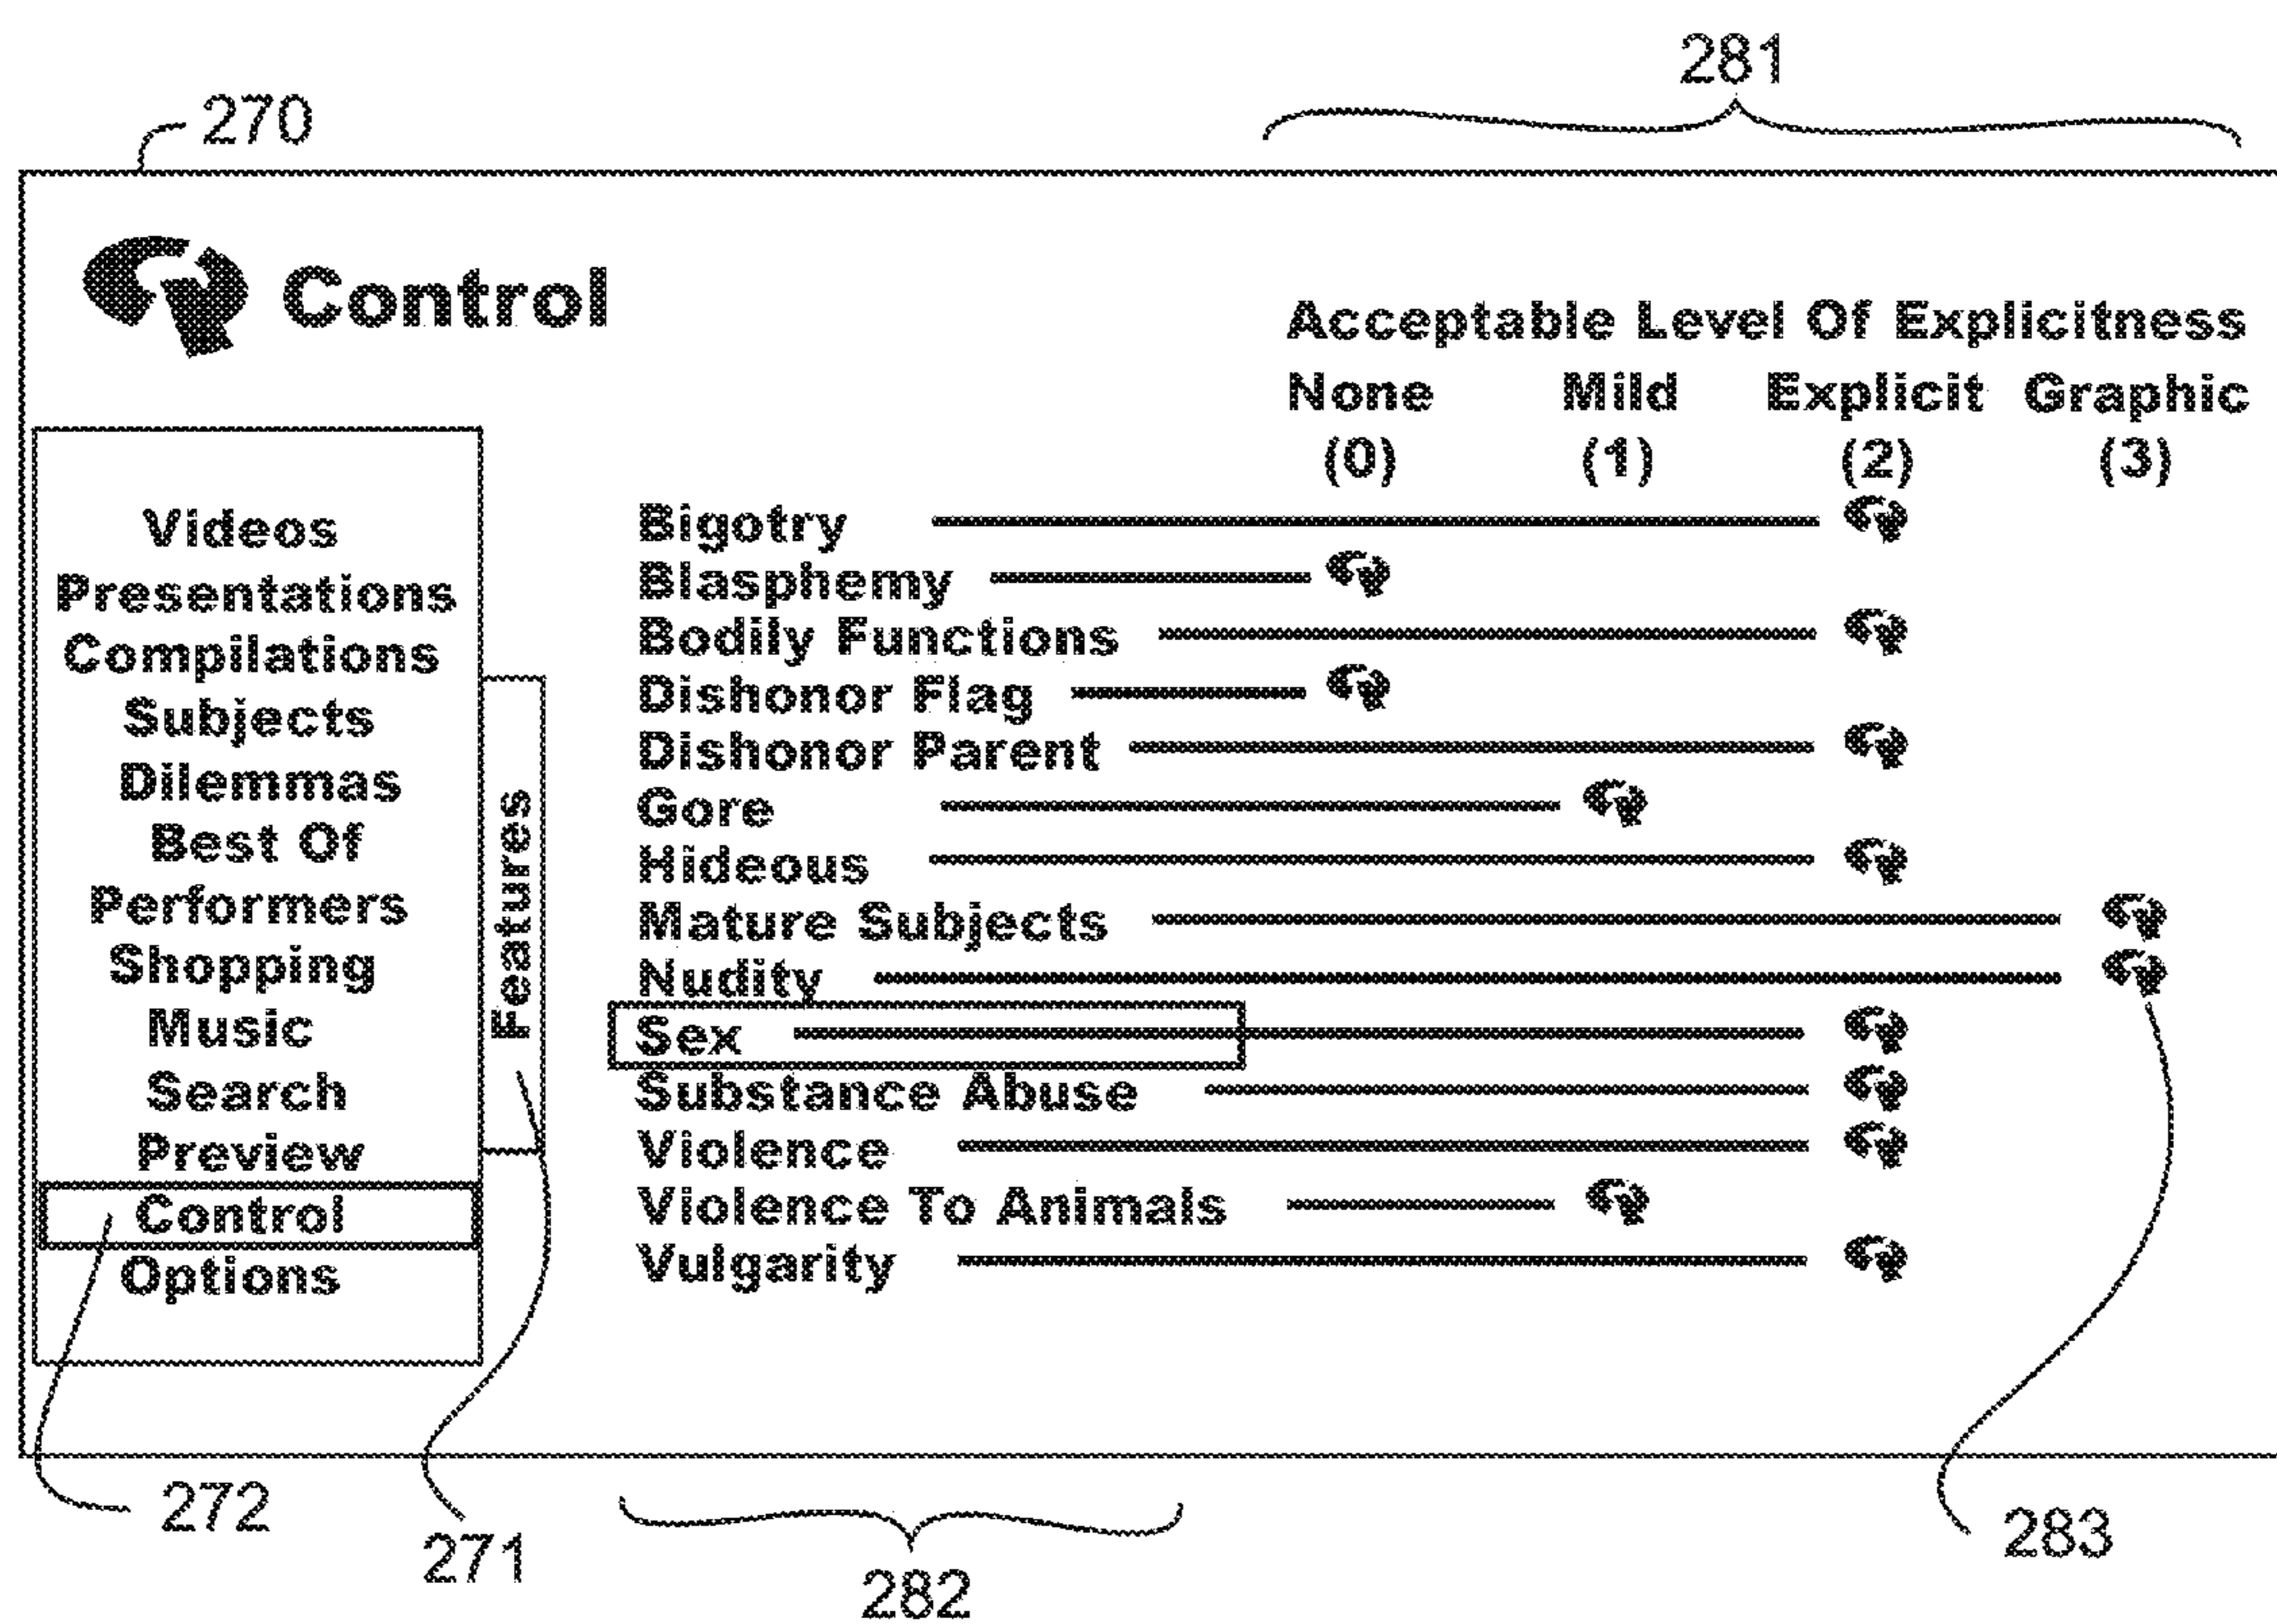 281
270
Control
Acceptable Level Of Explicitness
None Mild Explicit Graphic
(0) (1) (2) (3)
Videos
Presentations
Compilations
Subjects
Dilemmas
Best Of
Performers
Shopping
Music
Search
Preview
Control
Options
Features
Bigotry
Blasphemy
Bodily Functions
Dishonor Flag
Dishonor Parent
Gore
Hideous
Mature Subjects
Nudity
Sex
Substance Abuse
Violence
Violence To Animals
Vulgarity
272
271
282
283